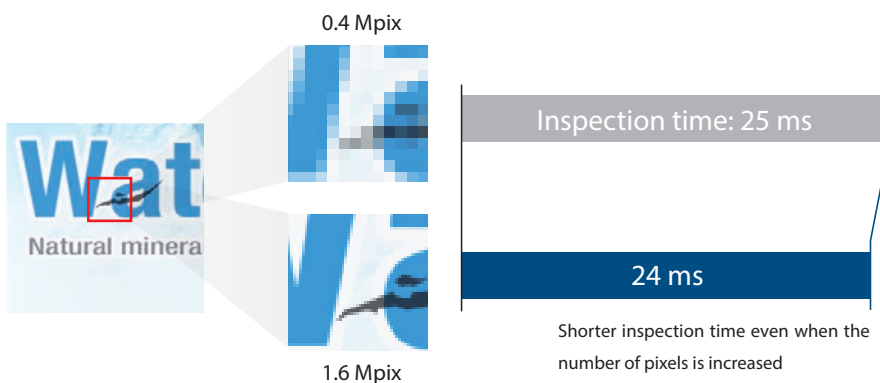 0.4 Mpix
Inspection time: 25 ms
Wat
Natural minera
24 ms
Shorter inspection time even when the
number of pixels is increased
1.6 Mpix